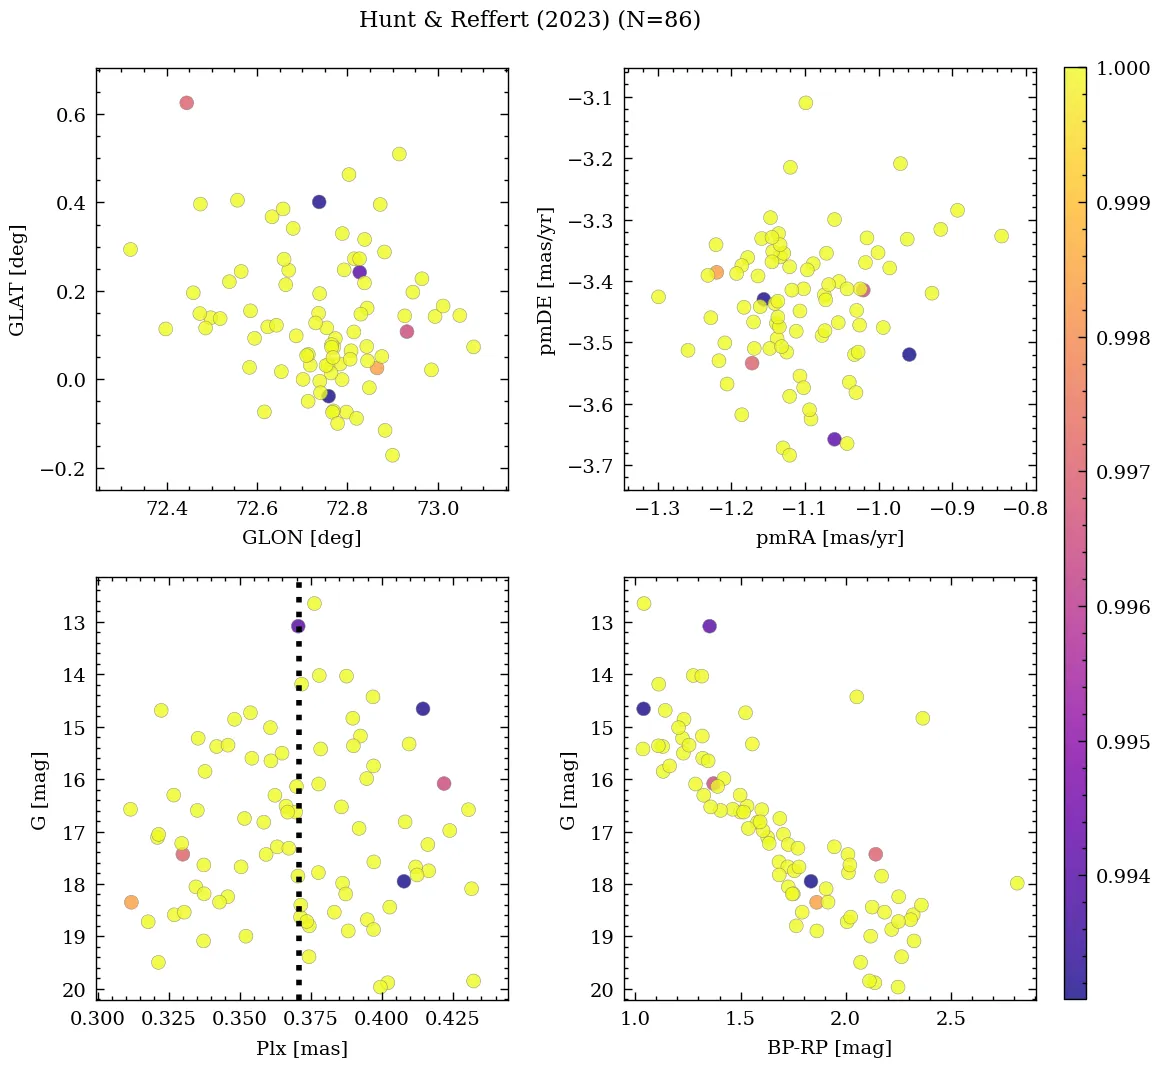 Hunt & Reffert (2023) (N=86)
0.6
0.4
0.2
0.0
−0.2
GLAT [deg]
72.4 72.6 72.8 73.0
GLON [deg]
−3.1
−3.2
−3.3
−3.4
−3.5
−3.6
−3.7
pmDE [mas/yr]
−1.3 −1.2 −1.1 −1.0 −0.9 −0.8
pmRA [mas/yr]
1.000
0.999
0.998
0.997
0.996
0.995
0.994
13
14
15
16
17
18
19
20
G [mag]
0.300 0.325 0.350 0.375 0.400 0.425
Plx [mas]
13
14
15
16
17
18
19
20
G [mag]
1.0 1.5 2.0 2.5
BP-RP [mag]